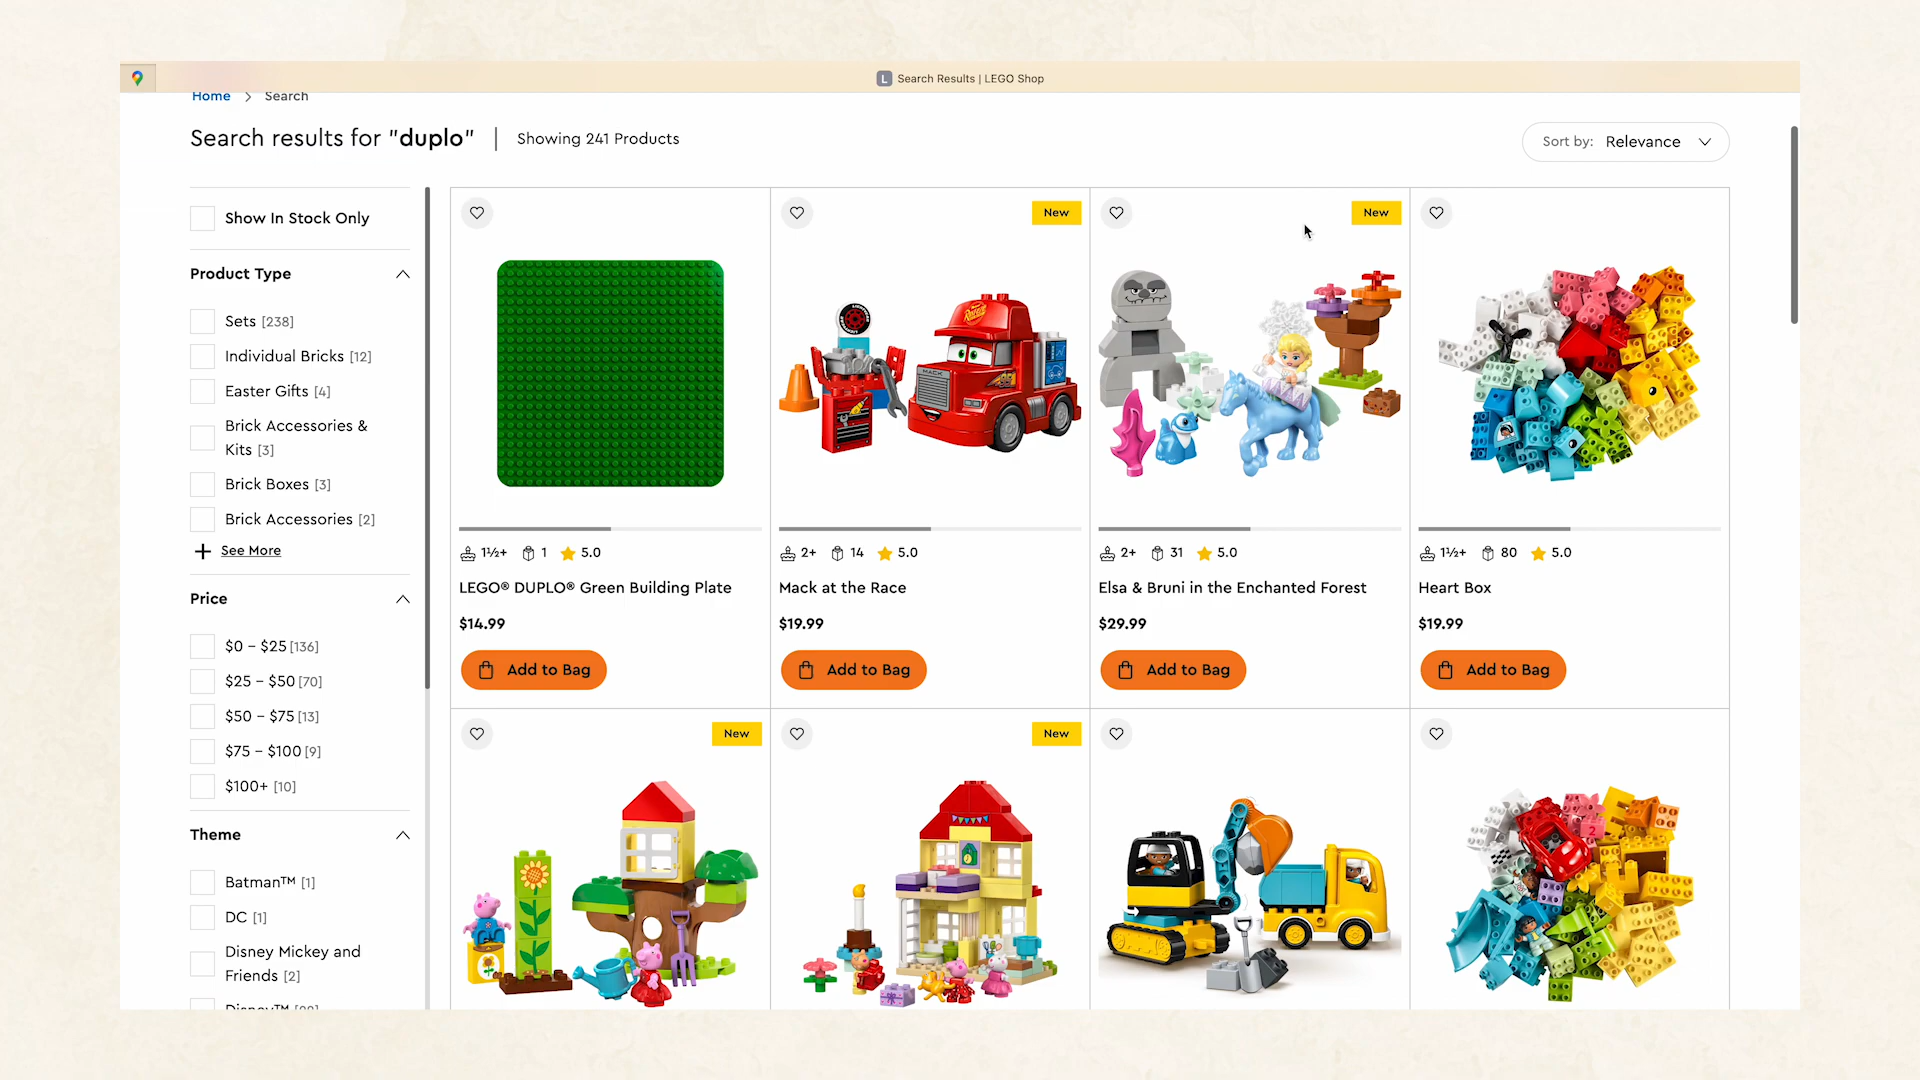 L Search Results | LEGO Shop
Home > Search
Search results for "duplo" | Showing 241 Products
Sort by: Relevance
Show In Stock Only
Product Type
Sets [238]
Individual Bricks [12]
Easter Gifts [4]
Brick Accessories &
Kits [3]
Brick Boxes [3]
Brick Accessories [2]
+ See More
Price
$0 – $25 [136]
$25 – $50 [70]
$50 – $75 [13]
$75 – $100 [9]
$100+ [10]
Theme
Batman™ [1]
DC [1]
Disney Mickey and
Friends [2]
Disney™
1½+ 1 5.0
LEGO® DUPLO® Green Building Plate
$14.99
Add to Bag
New
MACK
2+ 14 5.0
Mack at the Race
$19.99
Add to Bag
New
2+ 31 5.0
Elsa & Bruni in the Enchanted Forest
$29.99
Add to Bag
1½+ 80 5.0
Heart Box
$19.99
Add to Bag
New
New
2